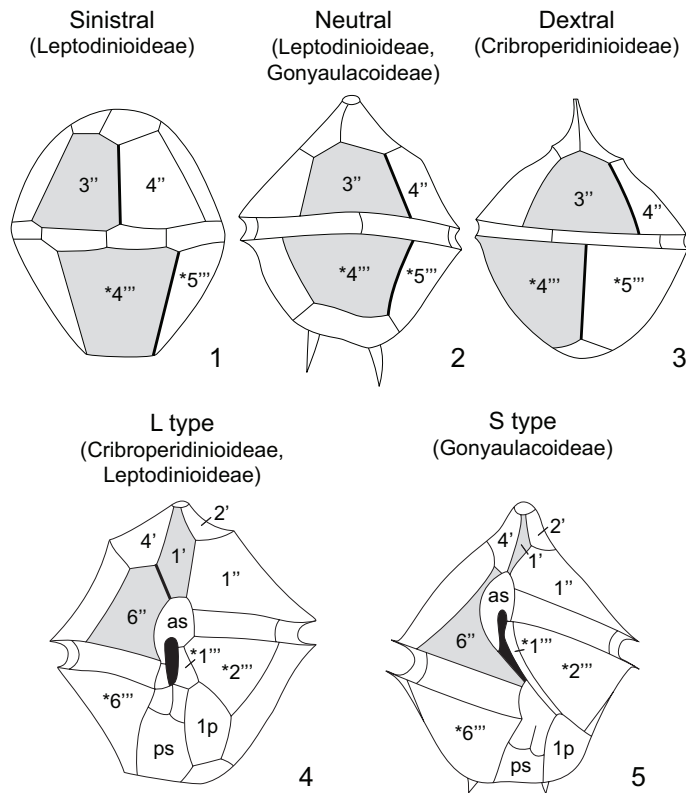 Sinistral
(Leptodinioideae)
Neutral
(Leptodinioideae,
Gonyaulacoideae)
Dextral
(Cribroperidinioideae)
3’’
4’’
*4’’’
*5’’’
1
3’’
4’’
*4’’’
*5’’’
2
3’’
4’’
*4’’’
*5’’’
3
L type
(Cribroperidinioideae,
Leptodinioideae)
S type
(Gonyaulacoideae)
2’
4’
1’
1’’
6’’
as
*1’’’
*2’’’
*6’’’
1p
ps
4
2’
4’
1’
1’’
as
6’’
*1’’’
*2’’’
*6’’’
1p
ps
5